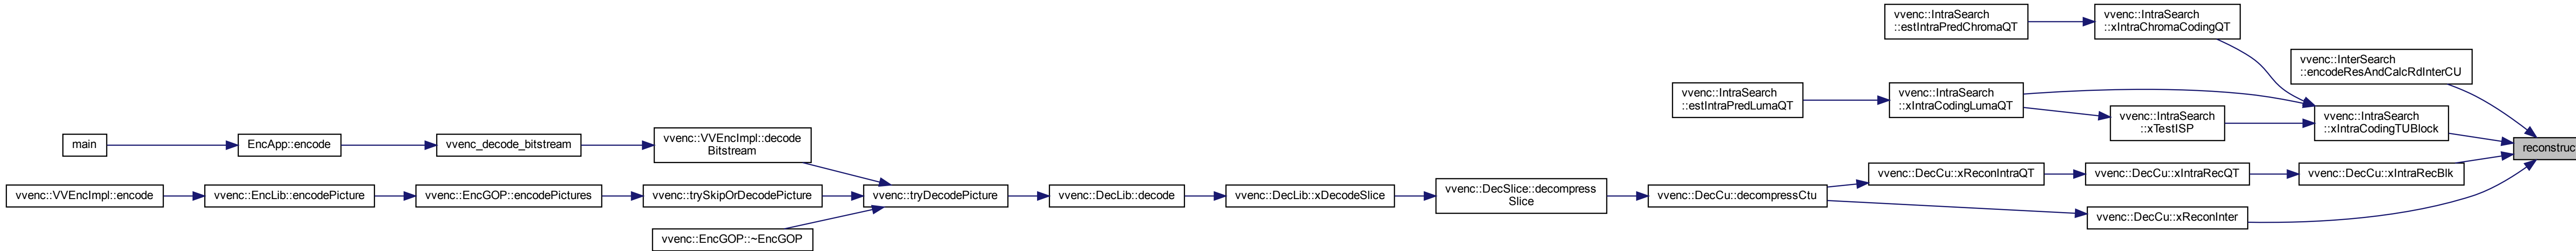 vvenc::IntraSearch
::estIntraPredChromaQT
vvenc::IntraSearch
::xIntraChromaCodingQT
vvenc::InterSearch
::encodeResAndCalcRdInterCU
vvenc::IntraSearch
::estIntraPredLumaQT
vvenc::IntraSearch
::xIntraCodingLumaQT
vvenc::IntraSearch
::xTestISP
vvenc::IntraSearch
::xIntraCodingTUBlock
main
EncApp::encode
vvenc_decode_bitstream
vvenc::VVEncImpl::decode
Bitstream
reconstruct
vvenc::DecCu::xReconIntraQT
vvenc::DecCu::xIntraRecQT
vvenc::DecCu::xIntraRecBlk
vvenc::VVEncImpl::encode
vvenc::EncLib::encodePicture
vvenc::EncGOP::encodePictures
vvenc::trySkipOrDecodePicture
vvenc::tryDecodePicture
vvenc::DecLib::decode
vvenc::DecLib::xDecodeSlice
vvenc::DecSlice::decompress
Slice
vvenc::DecCu::decompressCtu
vvenc::DecCu::xReconInter
vvenc::EncGOP::~EncGOP